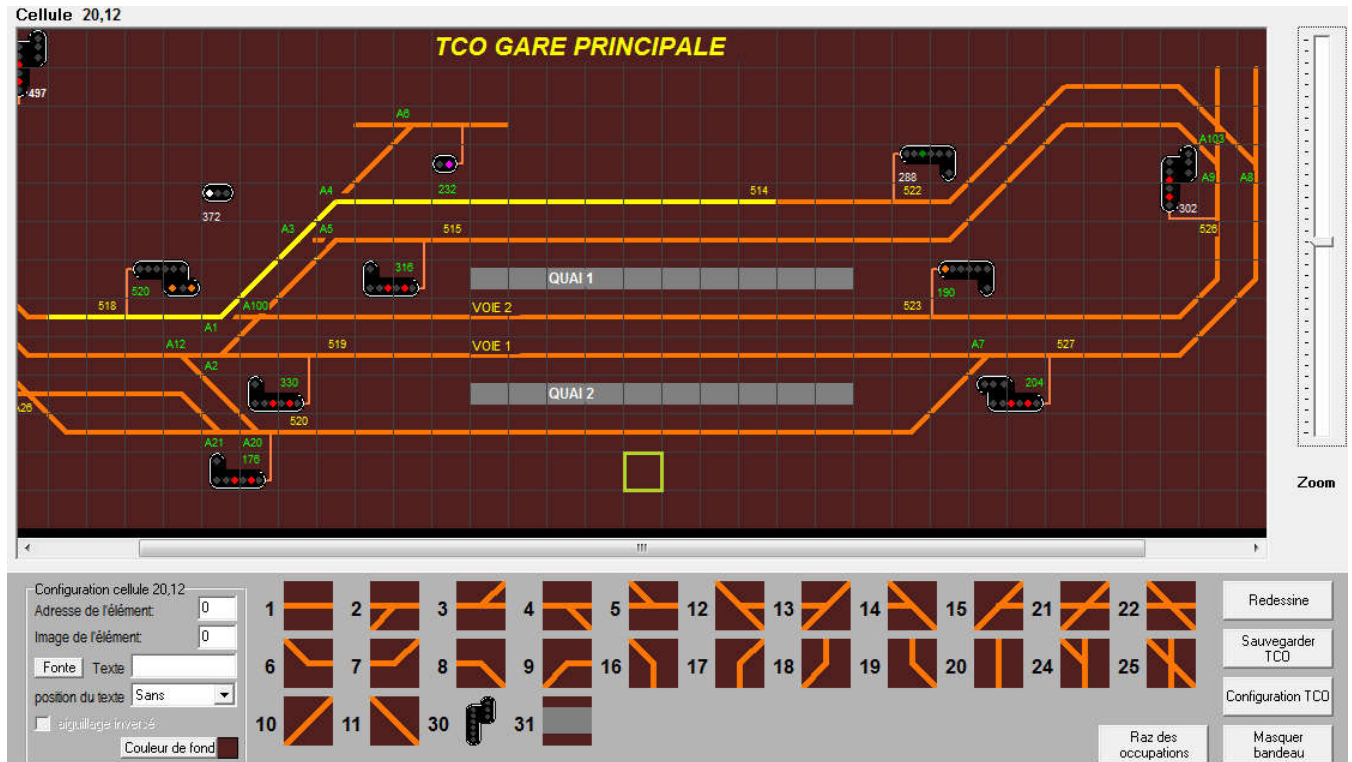 Cellule 20,12
TCO GARE PRINCIPALE
497
A6
A103
288
A9
A8
A4
232
514
522
372
302
A3
A5
515
526
316
QUAI 1
520
190
518
A100
VOIE 2
523
A1
A12
519
VOIE 1
A7
527
A2
330
204
QUAI 2
A26
520
A21
A20
176
Zoom
Configuration cellule 20,12
Adresse de l'élément: 0
Image de l'élément: 0
Fonte Texte
position du texte Sans
aiguillage inversé
Couleur de fond
1 2 3 4 5 12 13 14 15 21 22
6 7 8 9 16 17 18 19 20 24 25
10 11 30 31
Redessine
Sauvegarder
TCO
Configuration TCO
Raz des
occupations
Masquer
bandeau